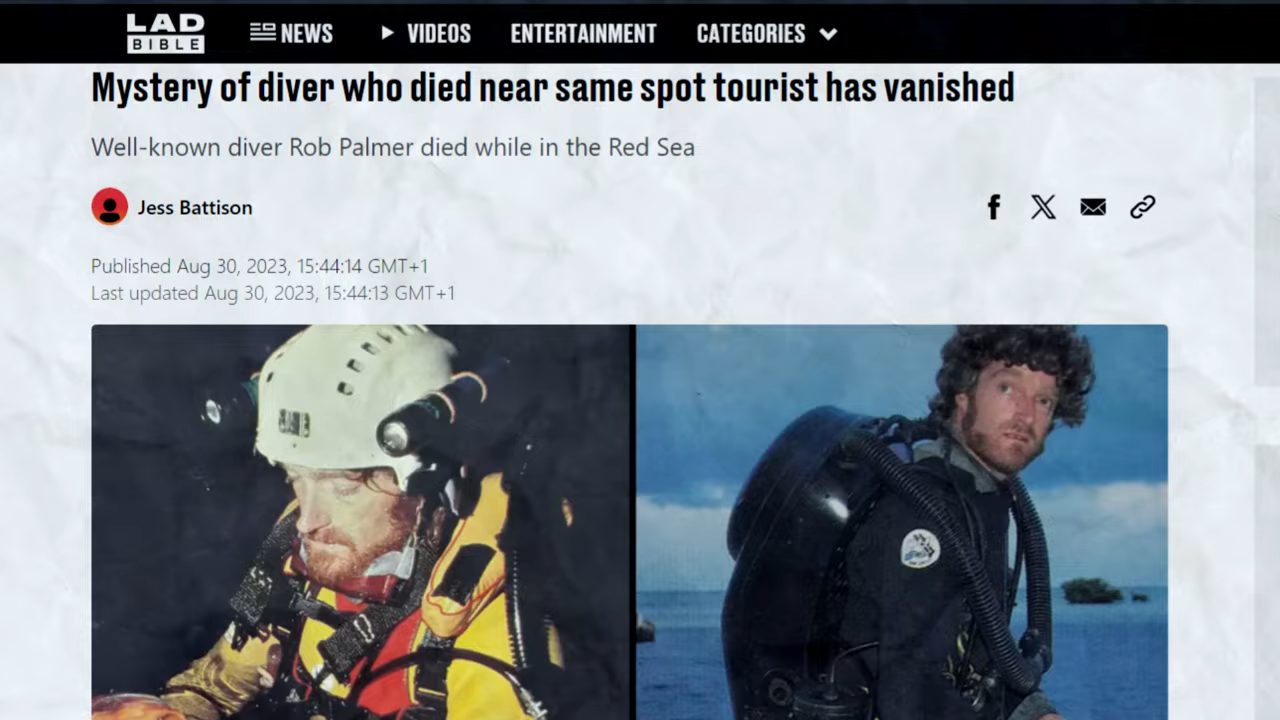 LAD
BIBLE
NEWS
VIDEOS
ENTERTAINMENT
CATEGORIES
Mystery of diver who died near same spot tourist has vanished
Well-known diver Rob Palmer died while in the Red Sea
Jess Battison
Published Aug 30, 2023, 15:44:14 GMT+1
Last updated Aug 30, 2023, 15:44:13 GMT+1